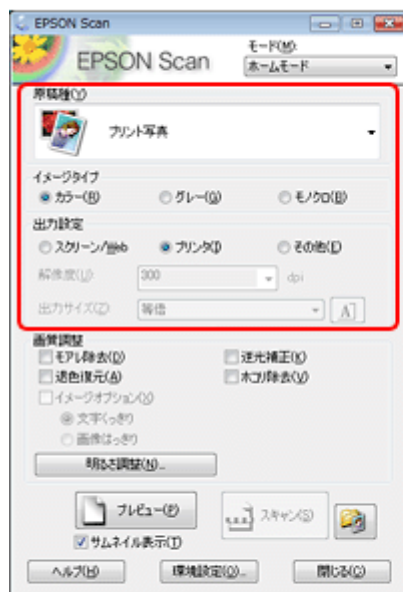 EPSON Scan
EPSON Scan
モード(M):
ホームモード
原稿種(Y)
プリント写真
イメージタイプ
カラー(R) グレー(G) モノクロ(B)
出力設定
スクリーン/Web プリンタ(I) その他(E)
解像度(U): 300 dpi
出力サイズ(Z): 等倍
画質調整
モアレ除去(D) 逆光補正(K)
退色復元(A) ホコリ除去(V)
イメージオプション(X)
文字くっきり
画像はっきり
明るさ調整(N)...
プレビュー(P) スキャン(S)
サムネイル表示(T)
ヘルプ(H) 環境設定(O)... 閉じる(C)